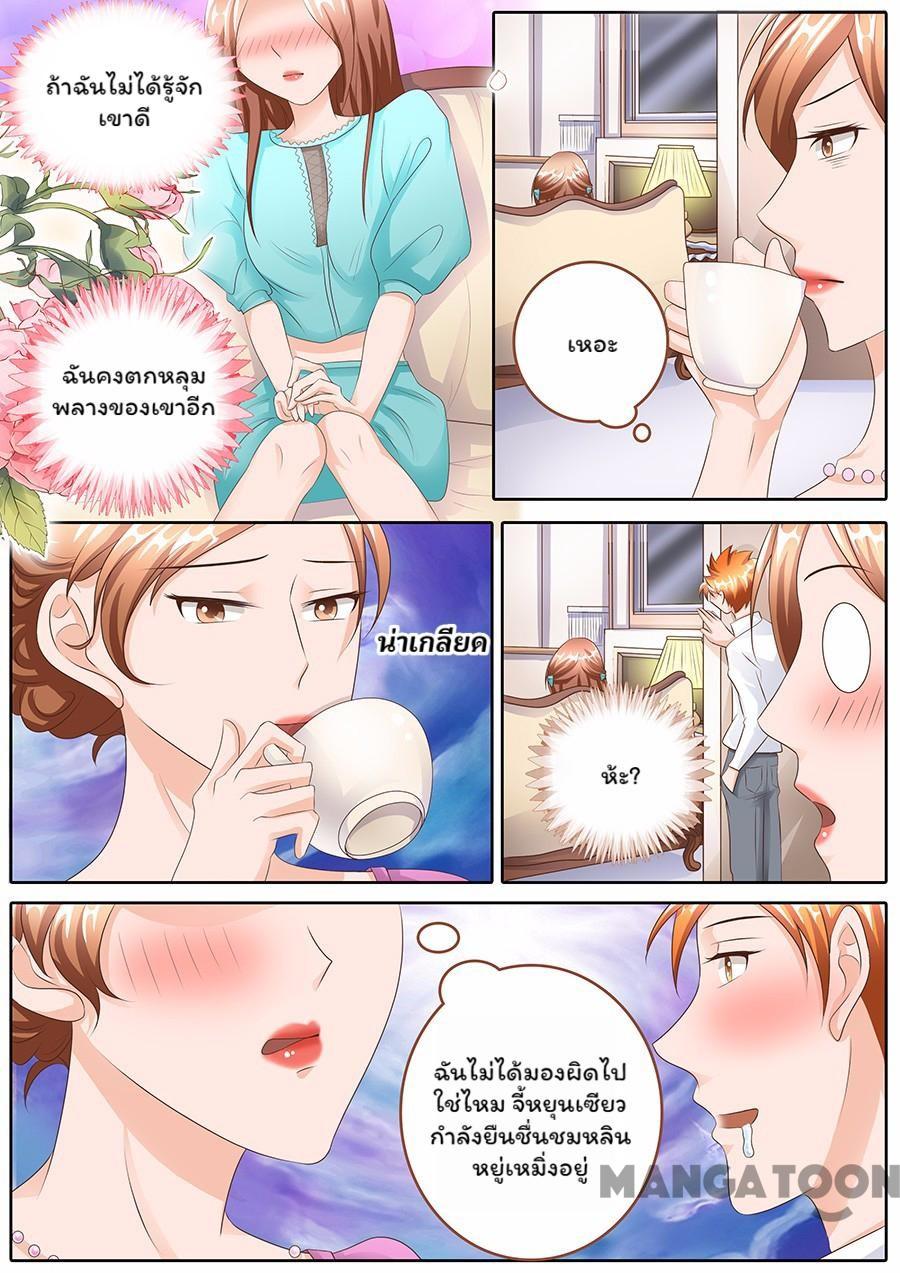 ถ้าฉันไม่ได้รู้จัก
เขาดี
ฉันคงตกหลุม
พลางของเขาอีก
เหอะ
น่าเกลียด
ห้ะ?
ฉันไม่ได้มองผิดไป
ใช่ไหม จี้หยุนเซียว
กำลังยืนชื่นชมหลิน
หยู่เหมิ่งอยู่
MANGATOON